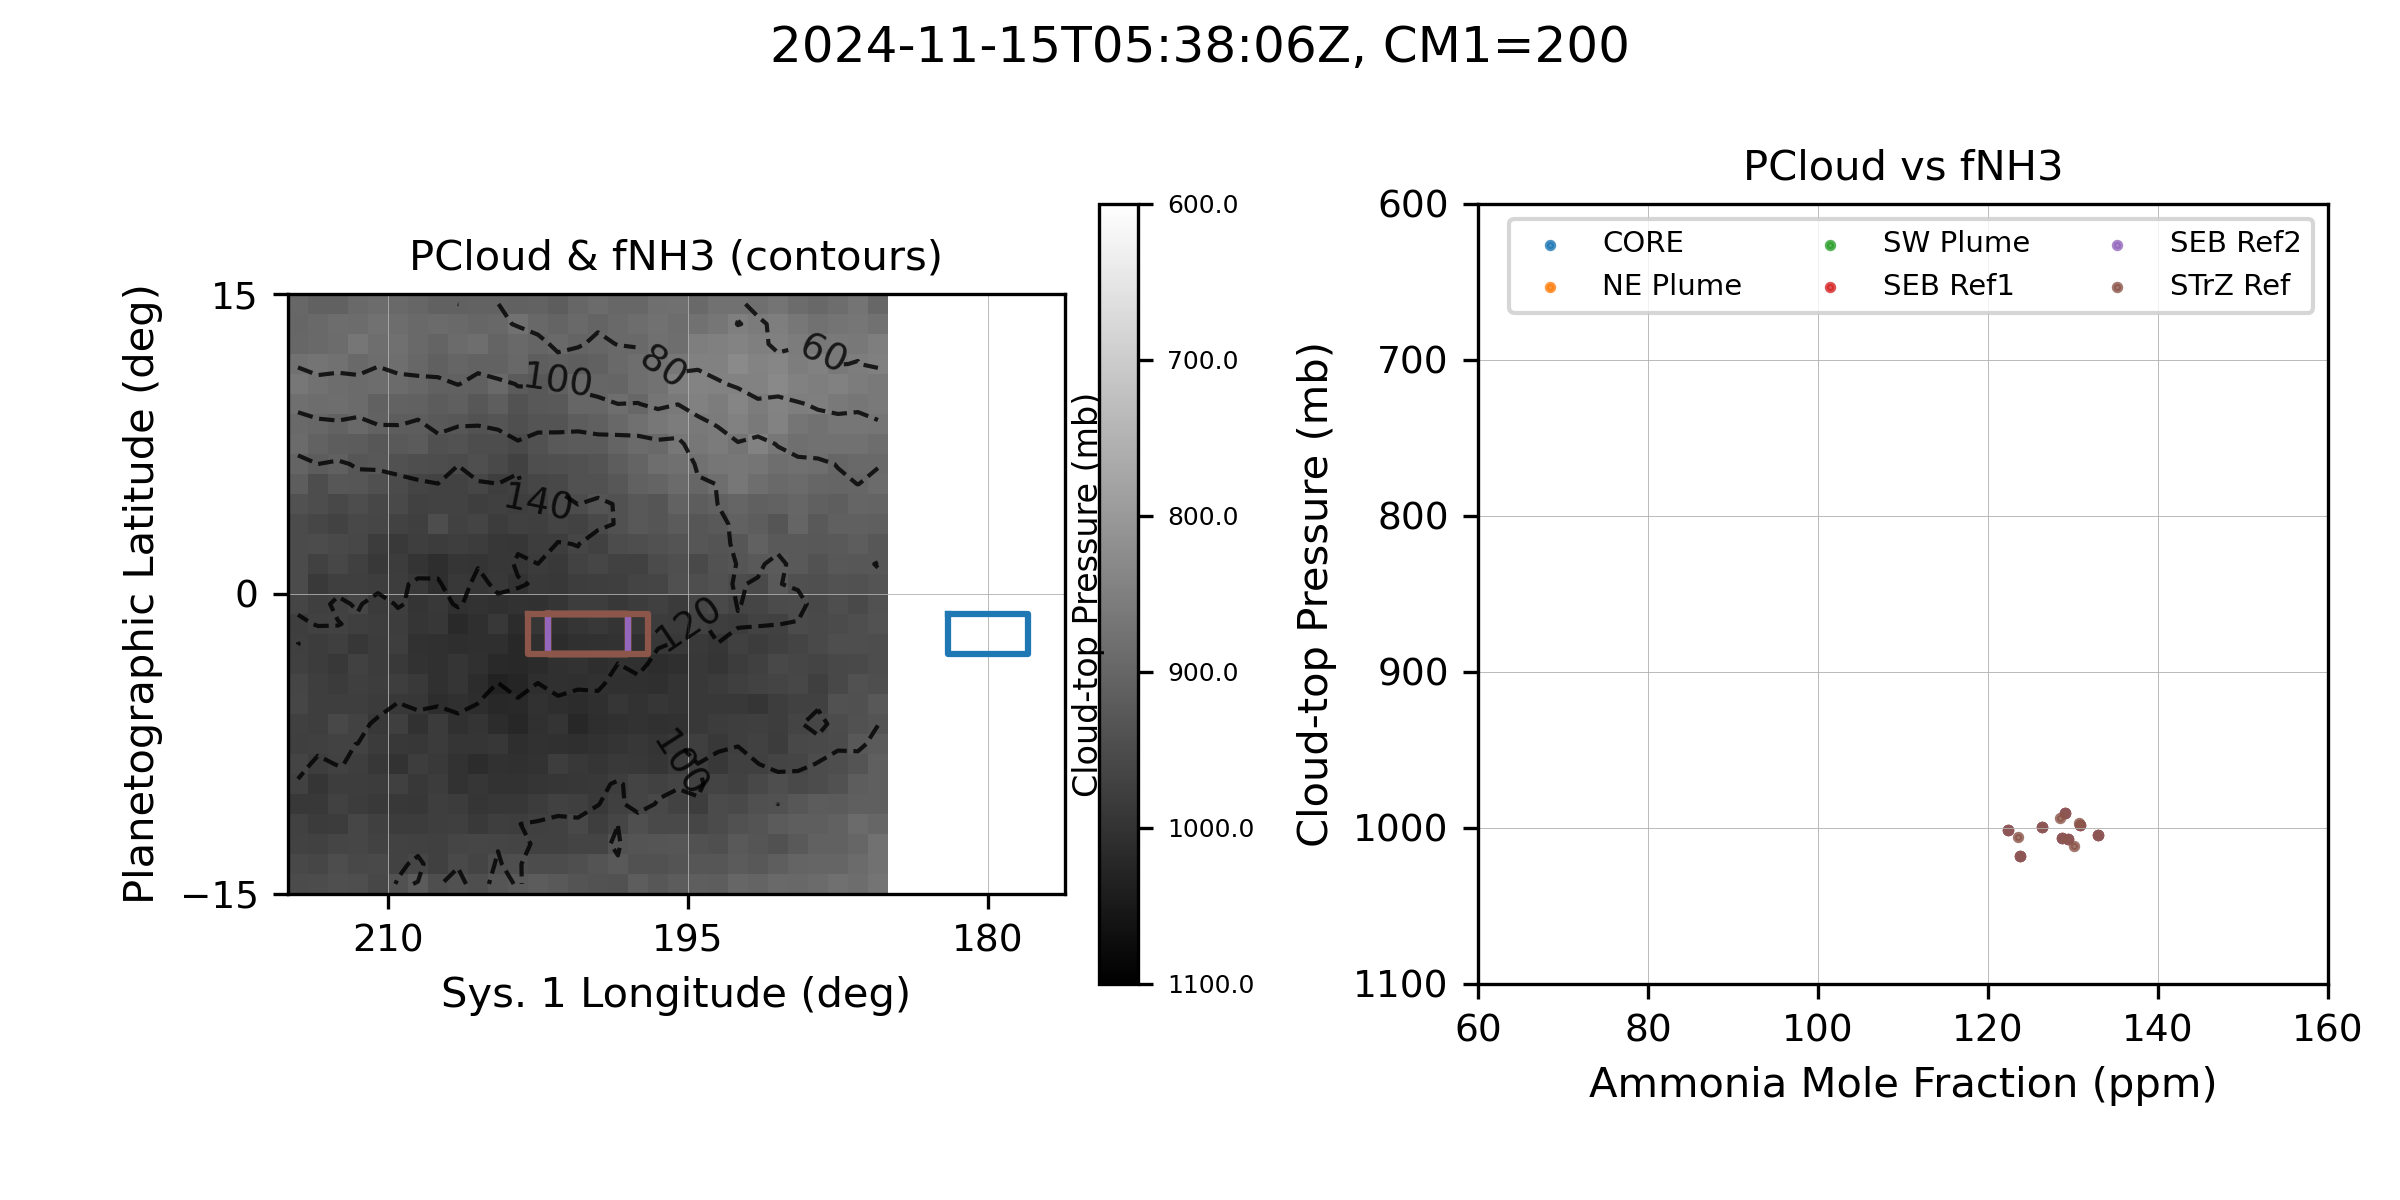 2024-11-15T05:38:06Z, CM1=200
PCloud & fNH3 (contours)
Planetographic Latitude (deg)
15
0
−15
60
80
100
140
120
100
210
195
180
Sys. 1 Longitude (deg)
Cloud-top Pressure (mb)
600.0
700.0
800.0
900.0
1000.0
1100.0
PCloud vs fNH3
Cloud-top Pressure (mb)
600
700
800
900
1000
1100
CORE
NE Plume
SW Plume
SEB Ref1
SEB Ref2
STrZ Ref
60
80
100
120
140
160
Ammonia Mole Fraction (ppm)